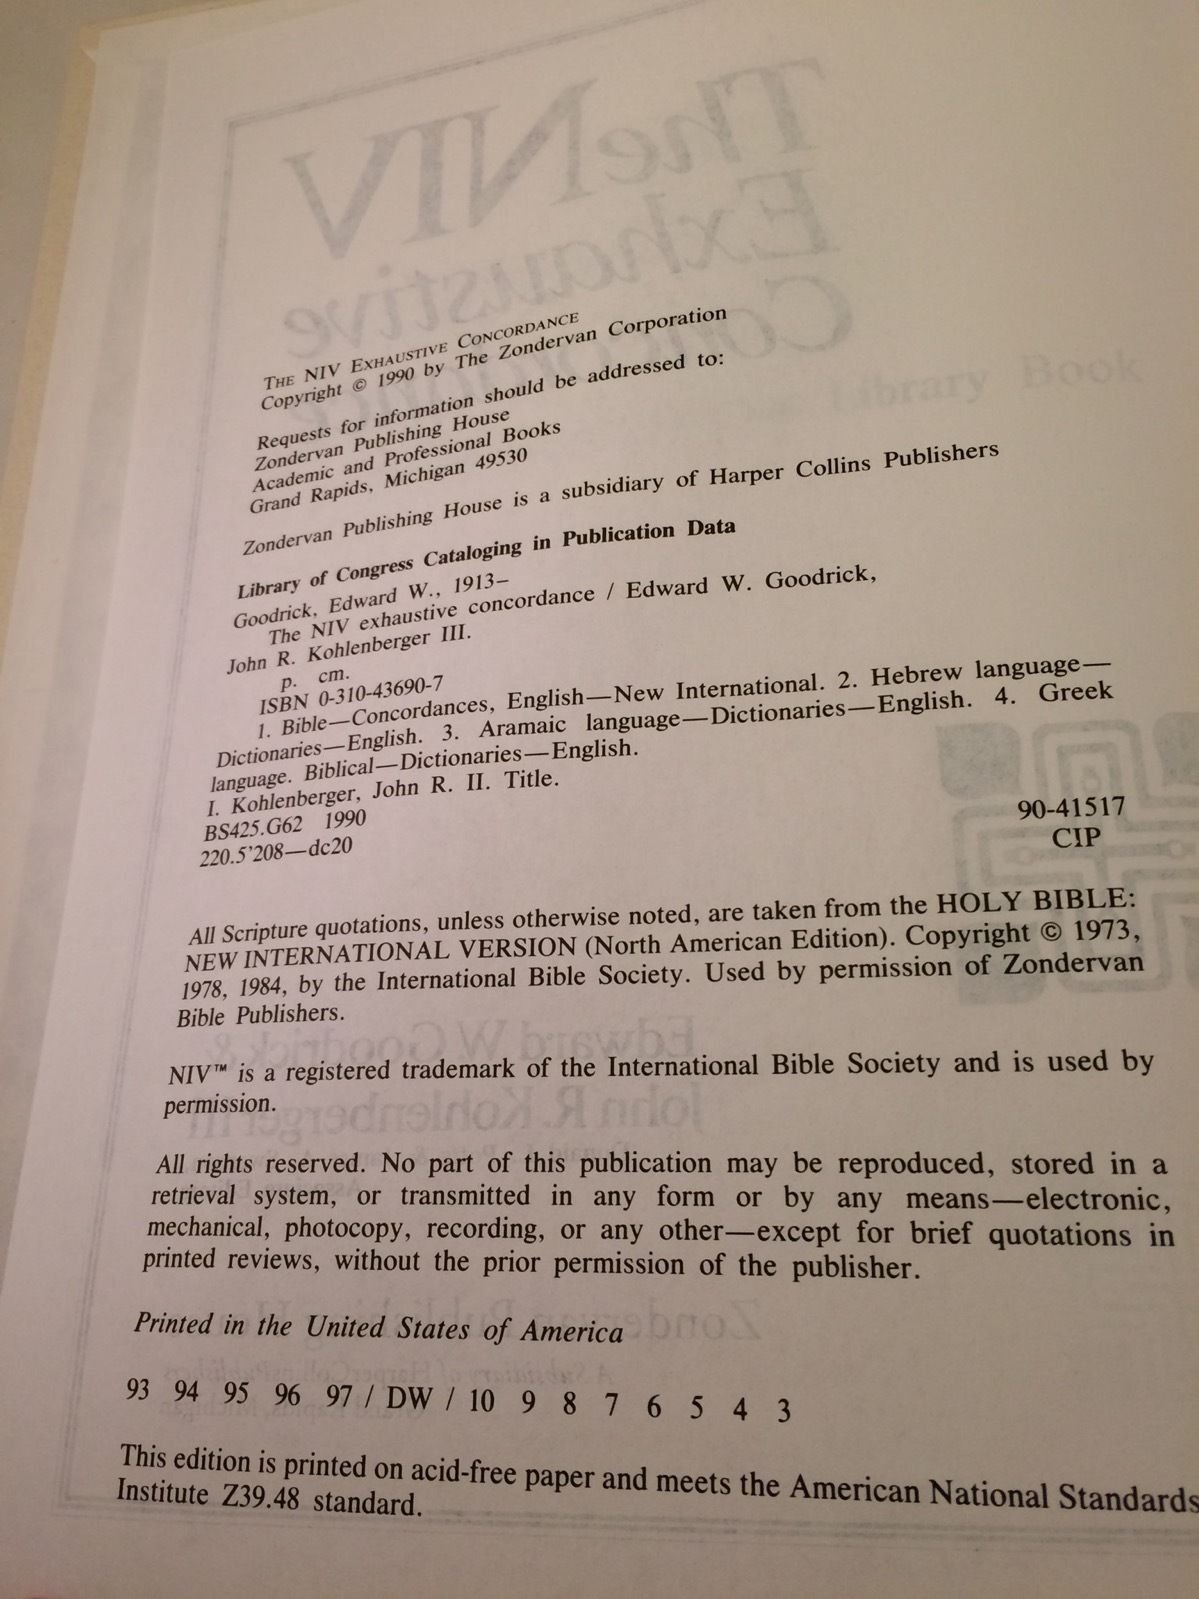 THE NIV EXHAUSTIVE CONCORDANCE
Copyright © 1990 by The Zondervan Corporation
Requests for information should be addressed to:
Zondervan Publishing House
Academic and Professional Books
Grand Rapids, Michigan 49530
Zondervan Publishing House is a subsidiary of Harper Collins Publishers
Library of Congress Cataloging in Publication Data
Goodrick, Edward W., 1913–
The NIV exhaustive concordance / Edward W. Goodrick,
John R. Kohlenberger III.
p. cm.
ISBN 0-310-43690-7
1. Bible—Concordances, English—New International. 2. Hebrew language—
Dictionaries—English. 3. Aramaic language—Dictionaries—English. 4. Greek
language. Biblical—Dictionaries—English.
I. Kohlenberger, John R. II. Title.
BS425.G62 1990
220.5'208—dc20
90-41517
CIP
All Scripture quotations, unless otherwise noted, are taken from the HOLY BIBLE:
NEW INTERNATIONAL VERSION (North American Edition). Copyright © 1973,
1978, 1984, by the International Bible Society. Used by permission of Zondervan
Bible Publishers.
NIV™ is a registered trademark of the International Bible Society and is used by
permission.
All rights reserved. No part of this publication may be reproduced, stored in a
retrieval system, or transmitted in any form or by any means—electronic,
mechanical, photocopy, recording, or any other—except for brief quotations in
printed reviews, without the prior permission of the publisher.
Printed in the United States of America
93 94 95 96 97 / DW / 10 9 8 7 6 5 4 3
This edition is printed on acid-free paper and meets the American National Standards
Institute Z39.48 standard.
The NIV
Exhaustive
Library Book
Edward W. Goodrick &
John R. Kohlenberger III